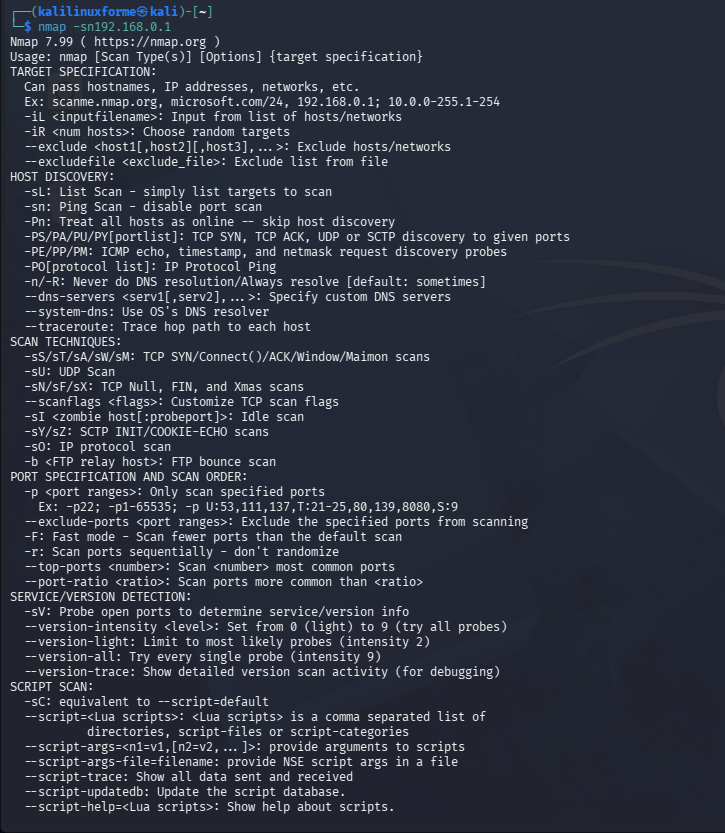 ┌──(kalilinuxforme㉿kali)-[~]
└─$ nmap -sn192.168.0.1
Nmap 7.99 ( https://nmap.org )
Usage: nmap [Scan Type(s)] [Options] {target specification}
TARGET SPECIFICATION:
  Can pass hostnames, IP addresses, networks, etc.
  Ex: scanme.nmap.org, microsoft.com/24, 192.168.0.1; 10.0.0-255.1-254
  -iL <inputfilename>: Input from list of hosts/networks
  -iR <num hosts>: Choose random targets
  --exclude <host1[,host2][,host3],...>: Exclude hosts/networks
  --excludefile <exclude_file>: Exclude list from file
HOST DISCOVERY:
  -sL: List Scan - simply list targets to scan
  -sn: Ping Scan - disable port scan
  -Pn: Treat all hosts as online -- skip host discovery
  -PS/PA/PU/PY[portlist]: TCP SYN, TCP ACK, UDP or SCTP discovery to given ports
  -PE/PP/PM: ICMP echo, timestamp, and netmask request discovery probes
  -PO[protocol list]: IP Protocol Ping
  -n/-R: Never do DNS resolution/Always resolve [default: sometimes]
  --dns-servers <serv1[,serv2],...>: Specify custom DNS servers
  --system-dns: Use OS's DNS resolver
  --traceroute: Trace hop path to each host
SCAN TECHNIQUES:
  -sS/sT/sA/sW/sM: TCP SYN/Connect()/ACK/Window/Maimon scans
  -sU: UDP Scan
  -sN/sF/sX: TCP Null, FIN, and Xmas scans
  --scanflags <flags>: Customize TCP scan flags
  -sI <zombie host[:probeport]>: Idle scan
  -sY/sZ: SCTP INIT/COOKIE-ECHO scans
  -sO: IP protocol scan
  -b <FTP relay host>: FTP bounce scan
PORT SPECIFICATION AND SCAN ORDER:
  -p <port ranges>: Only scan specified ports
    Ex: -p22; -p1-65535; -p U:53,111,137,T:21-25,80,139,8080,S:9
  --exclude-ports <port ranges>: Exclude the specified ports from scanning
  -F: Fast mode - Scan fewer ports than the default scan
  -r: Scan ports sequentially - don't randomize
  --top-ports <number>: Scan <number> most common ports
  --port-ratio <ratio>: Scan ports more common than <ratio>
SERVICE/VERSION DETECTION:
  -sV: Probe open ports to determine service/version info
  --version-intensity <level>: Set from 0 (light) to 9 (try all probes)
  --version-light: Limit to most likely probes (intensity 2)
  --version-all: Try every single probe (intensity 9)
  --version-trace: Show detailed version scan activity (for debugging)
SCRIPT SCAN:
  -sC: equivalent to --script=default
  --script=<Lua scripts>: <Lua scripts> is a comma separated list of
           directories, script-files or script-categories
  --script-args=<n1=v1,[n2=v2,...]>: provide arguments to scripts
  --script-args-file=filename: provide NSE script args in a file
  --script-trace: Show all data sent and received
  --script-updatedb: Update the script database.
  --script-help=<Lua scripts>: Show help about scripts.